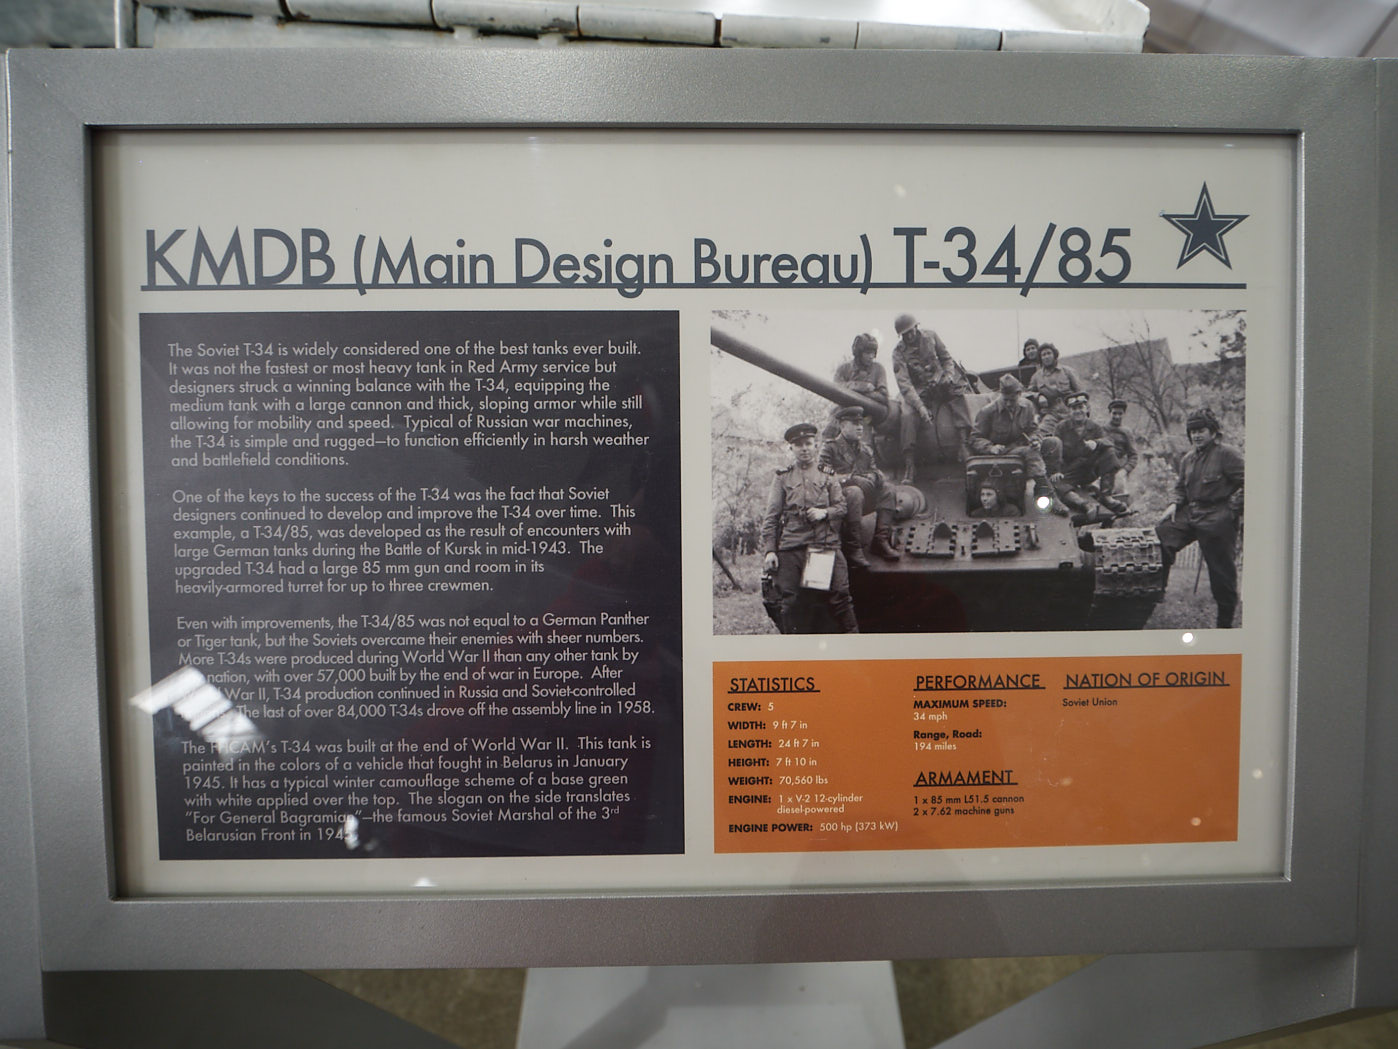 KMDB (Main Design Bureau) T-34/85
The Soviet T-34 is widely considered one of the best tanks ever built.
It was not the fastest or most heavy tank in Red Army service but
designers struck a winning balance with the T-34, equipping the
medium tank with a large cannon and thick, sloping armor while still
allowing for mobility and speed. Typical of Russian war machines,
the T-34 is simple and rugged—to function efficiently in harsh weather
and battlefield conditions.
One of the keys to the success of the T-34 was the fact that Soviet
designers continued to develop and improve the T-34 over time. This
example, a T-34/85, was developed as the result of encounters with
large German tanks during the Battle of Kursk in mid-1943. The
upgraded T-34 had a large 85 mm gun and room in its
heavily-armored turret for up to three crewmen.
Even with improvements, the T-34/85 was not equal to a German Panther
or Tiger tank, but the Soviets overcame their enemies with sheer numbers.
More T-34s were produced during World War II than any other tank by
nation, with over 57,000 built by the end of war in Europe. After
War II, T-34 production continued in Russia and Soviet-controlled
The last of over 84,000 T-34s drove off the assembly line in 1958.
The FHCAM's T-34 was built at the end of World War II. This tank is
painted in the colors of a vehicle that fought in Belarus in January
1945. It has a typical winter camouflage scheme of a base green
with white applied over the top. The slogan on the side translates
"For General Bagramian"—the famous Soviet Marshal of the 3rd
Belarusian Front in
STATISTICS
CREW: 5
WIDTH: 9 ft 7 in
LENGTH: 24 ft 7 in
HEIGHT: 7 ft 10 in
WEIGHT: 70,560 lbs
ENGINE: 1 x V-2 12-cylinder
diesel-powered
ENGINE POWER: 500 hp (373 kW)
PERFORMANCE
MAXIMUM SPEED:
34 mph
Range, Road:
194 miles
ARMAMENT
1 x 85 mm L51.5 cannon
2 x 7.62 machine guns
NATION OF ORIGIN
Soviet Union